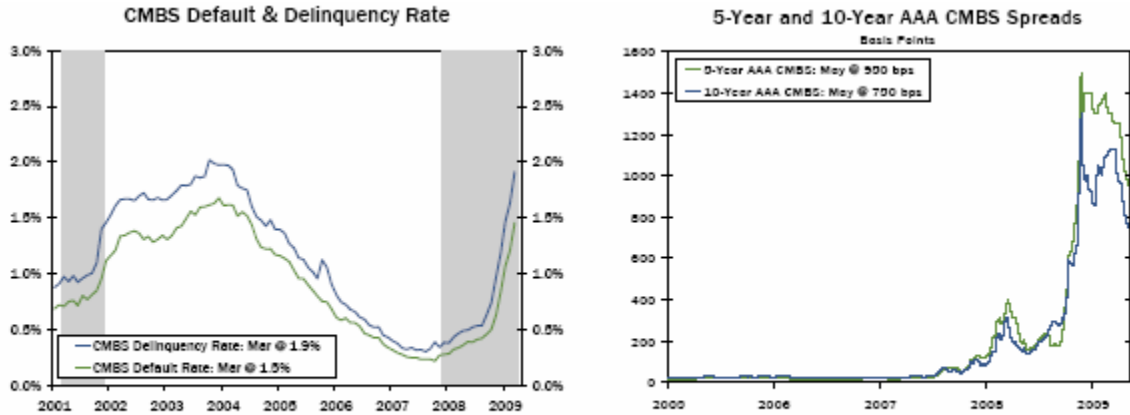 CMBS Default & Delinquency Rate
3.0% 3.0%
2.5% 2.5%
2.0% 2.0%
1.5% 1.5%
1.0% 1.0%
0.5% 0.5%
0.0% 0.0%
CMBS Delinquency Rate: Mar @ 1.9%
CMBS Default Rate: Mar @ 1.5%
2001 2002 2003 2004 2005 2006 2007 2008 2009
5-Year and 10-Year AAA CMBS Spreads
Basis Points
1600
1400
1200
1000
800
600
400
200
0
5-Year AAA CMBS: May @ 950 bps
10-Year AAA CMBS: May @ 750 bps
2005 2006 2007 2008 2009